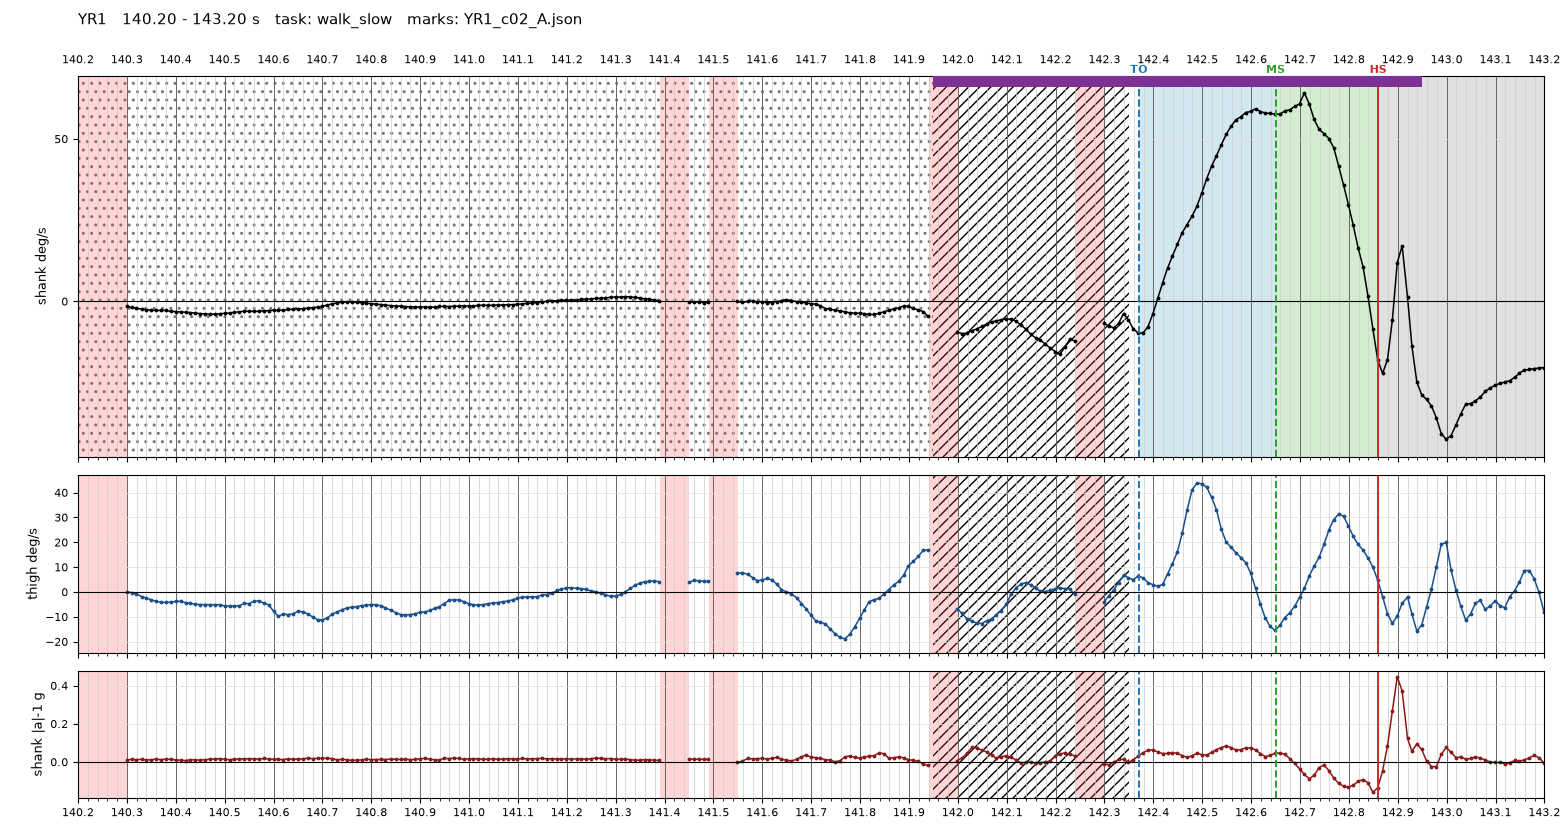 YR1 140.20 - 143.20 s task: walk_slow marks: YR1_c02_A.json
140.2 140.3 140.4 140.5 140.6 140.7 140.8 140.9 141.0 141.1 141.2 141.3 141.4 141.5 141.6 141.7 141.8 141.9 142.0 142.1 142.2 142.3 142.4 142.5 142.6 142.7 142.8 142.9 143.0 143.1 143.2
TO MS HS
shank deg/s
50
0
thigh deg/s
40
30
20
10
0
−10
−20
shank |a|-1 g
0.4
0.2
0.0
140.2 140.3 140.4 140.5 140.6 140.7 140.8 140.9 141.0 141.1 141.2 141.3 141.4 141.5 141.6 141.7 141.8 141.9 142.0 142.1 142.2 142.3 142.4 142.5 142.6 142.7 142.8 142.9 143.0 143.1 143.2